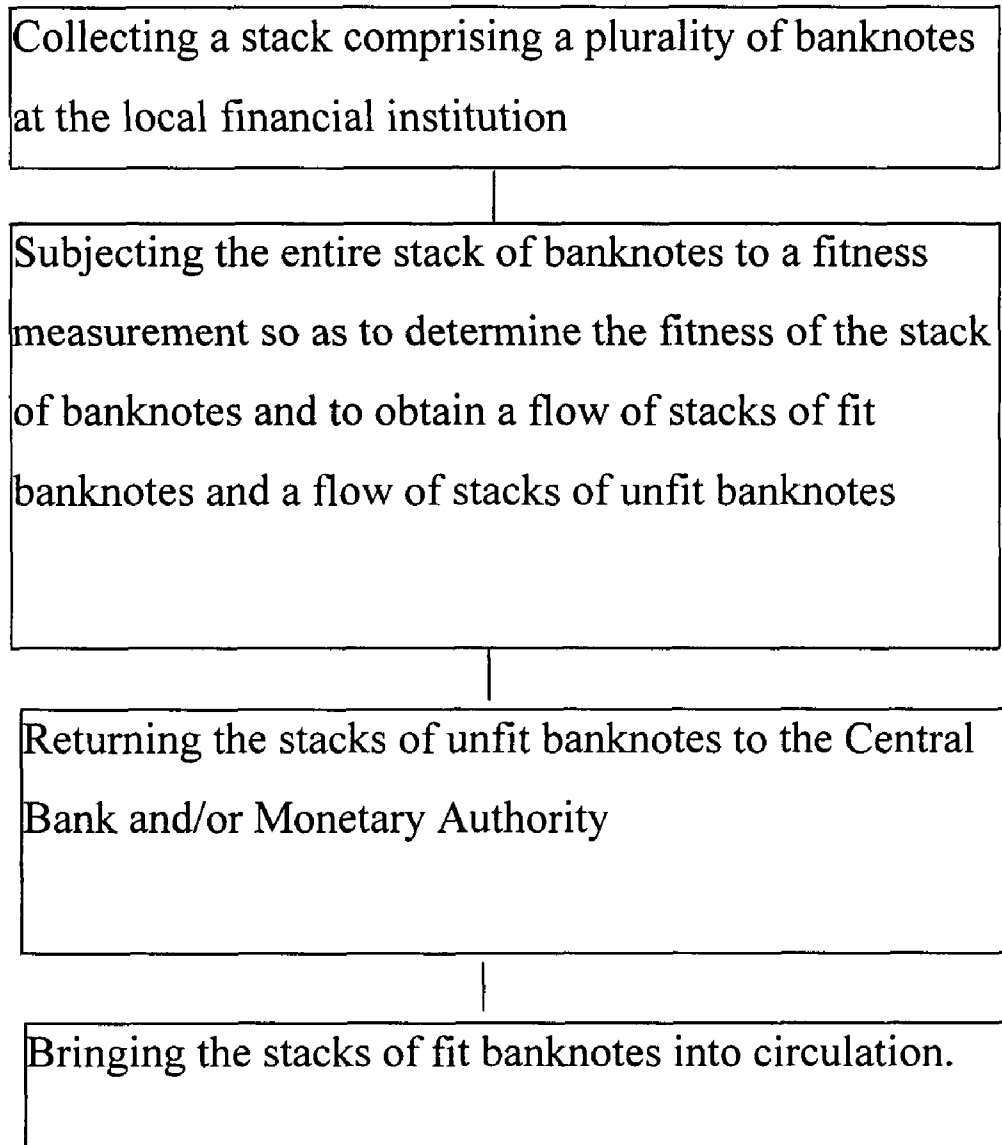 Collecting a stack comprising a plurality of banknotes
at the local financial institution
Subjecting the entire stack of banknotes to a fitness
measurement so as to determine the fitness of the stack
of banknotes and to obtain a flow of stacks of fit
banknotes and a flow of stacks of unfit banknotes
Returning the stacks of unfit banknotes to the Central
Bank and/or Monetary Authority
Bringing the stacks of fit banknotes into circulation.